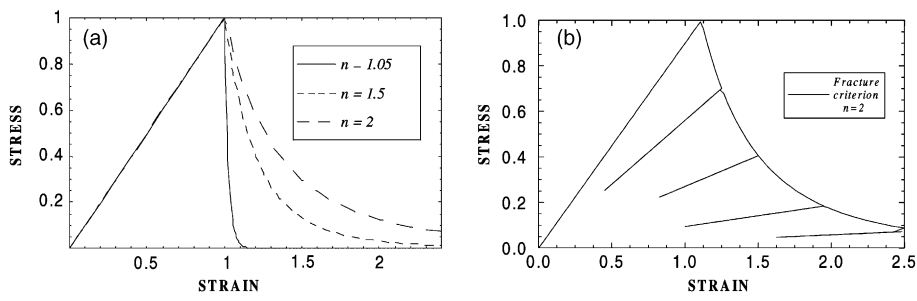 (a)
1
0.8
0.6
0.4
0.2
0.5
1
1.5
2
STRESS
STRAIN
n – 1.05
n = 1.5
n = 2
(b)
1.0
0.8
0.6
0.4
0.2
0.0
0.0
0.5
1.0
1.5
2.0
2.5
STRESS
STRAIN
Fracture
criterion
n=2